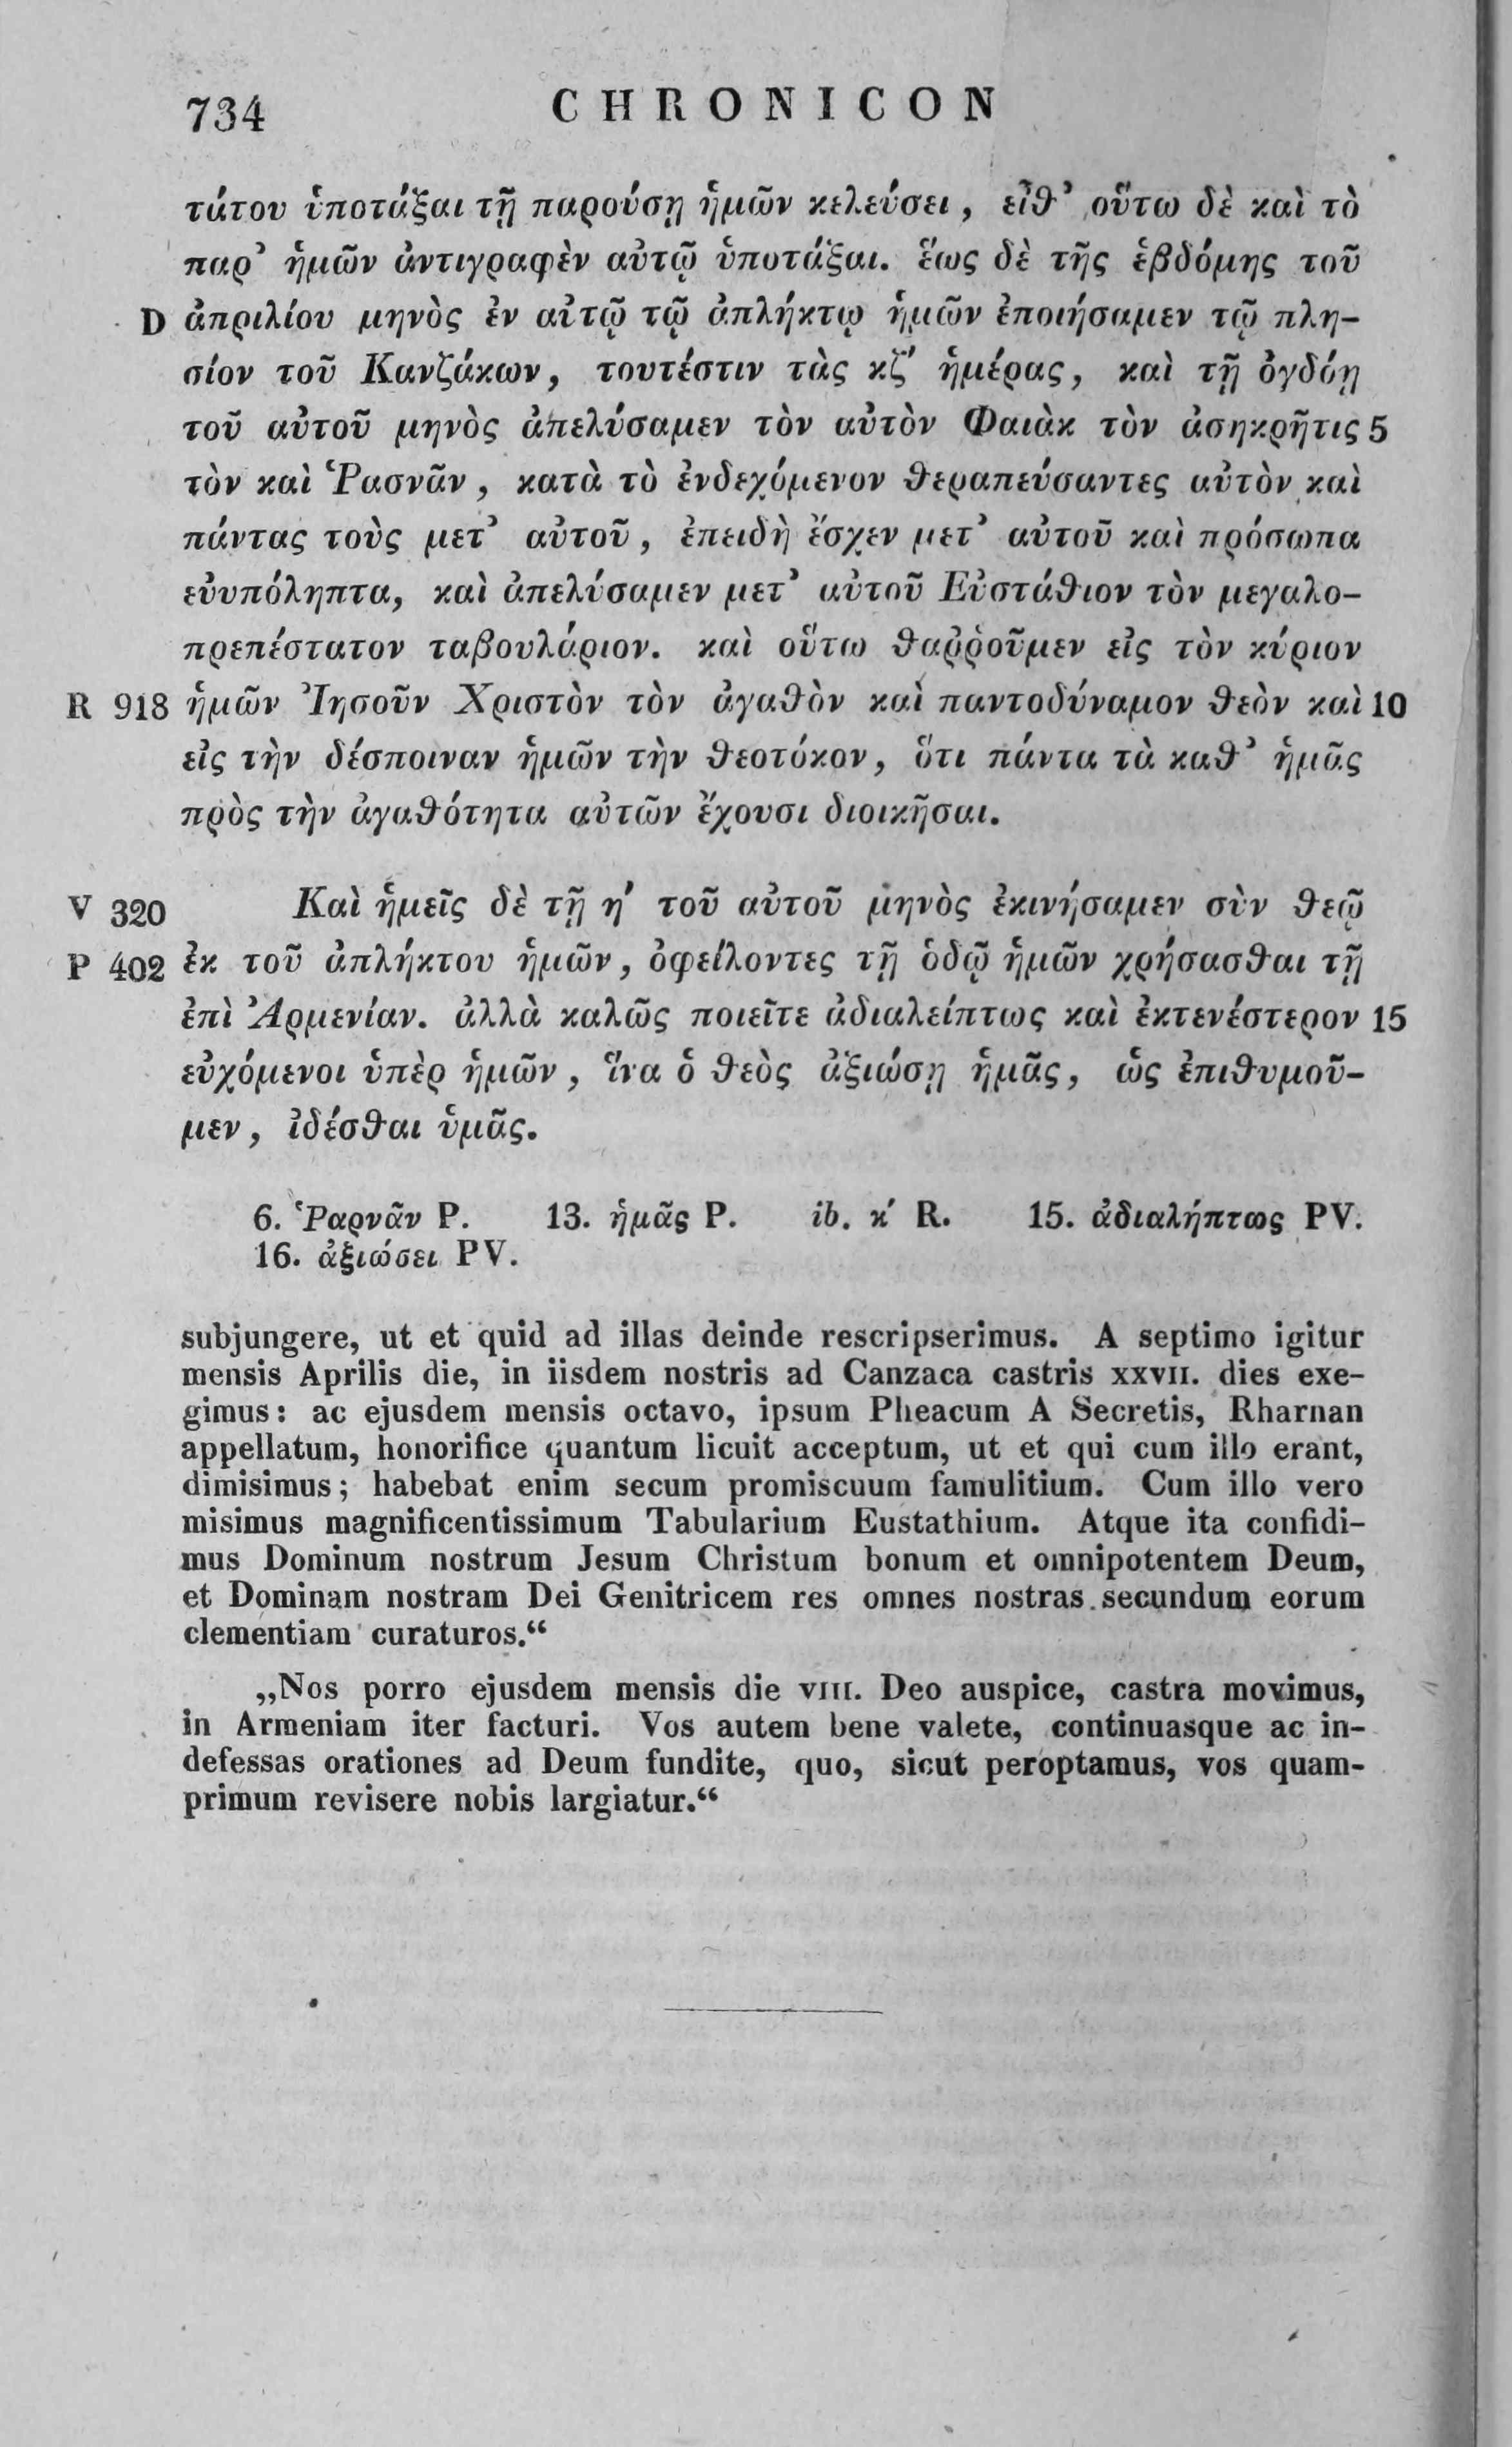 734 CHRONICON
τάτου ὑποτάξαι τῇ παρούσῃ ἡμῶν κελεύσει, εἶθ᾽ οὕτω δὲ καὶ τὸ
παρ᾽ ἡμῶν ἀντιγραφὲν αὐτῷ ὑποτάξαι. ἕως δὲ τῆς ἑβδόμης τοῦ
D ἀπριλίου μηνὸς ἐν αὐτῷ τῷ ἀπλήκτῳ ἡμῶν ἐποιήσαμεν τῷ πλη-
σίον τοῦ Κανζάκων, τουτέστιν τὰς κζ´ ἡμέρας, καὶ τῇ ὀγδόῃ
τοῦ αὐτοῦ μηνὸς ἀπελύσαμεν τὸν αὐτὸν Φαιὰκ τὸν ἀσηκρῆτις 5
τὸν καὶ Ῥασνᾶν, κατὰ τὸ ἐνδεχόμενον θεραπεύσαντες αὐτὸν καὶ
πάντας τοὺς μετ᾽ αὐτοῦ, ἐπειδὴ ἔσχεν μετ᾽ αὐτοῦ καὶ πρόσωπα
εὐυπόληπτα, καὶ ἀπελύσαμεν μετ᾽ αὐτοῦ Εὐστάθιον τὸν μεγαλο-
πρεπέστατον ταβουλάριον. καὶ οὕτω θαῤῥοῦμεν εἰς τὸν κύριον
R 918 ἡμῶν Ἰησοῦν Χριστὸν τὸν ἀγαθὸν καὶ παντοδύναμον θεὸν καὶ 10
εἰς τὴν δέσποιναν ἡμῶν τὴν θεοτόκον, ὅτι πάντα τὰ καθ᾽ ἡμᾶς
πρὸς τὴν ἀγαθότητα αὐτῶν ἔχουσι διοικῆσαι.
V 320 Καὶ ἡμεῖς δὲ τῇ η´ τοῦ αὐτοῦ μηνὸς ἐκινήσαμεν σὺν θεῷ
P 402 ἐκ τοῦ ἀπλήκτου ἡμῶν, ὀφείλοντες τῇ ὁδῷ ἡμῶν χρήσασθαι τῇ
ἐπὶ Ἀρμενίαν. ἀλλὰ καλῶς ποιεῖτε ἀδιαλείπτως καὶ ἐκτενέστερον 15
εὐχόμενοι ὑπὲρ ἡμῶν, ἵνα ὁ θεὸς ἀξιώσῃ ἡμᾶς, ὡς ἐπιθυμοῦ-
μεν, ἰδέσθαι ὑμᾶς.
6. Ῥαρνᾶν P. 13. ἡμᾶς P. ib. κ´ R. 15. ἀδιαλήπτως PV.
16. ἀξιώσει PV.
subjungere, ut et quid ad illas deinde rescripserimus. A septimo igitur
mensis Aprilis die, in iisdem nostris ad Canzaca castris XXVII. dies exe-
gimus: ac ejusdem mensis octavo, ipsum Pheacum A Secretis, Rharnan
appellatum, honorifice quantum licuit acceptum, ut et qui cum illo erant,
dimisimus; habebat enim secum promiscuum famulitium. Cum illo vero
misimus magnificentissimum Tabularium Eustathium. Atque ita confidi-
mus Dominum nostrum Jesum Christum bonum et omnipotentem Deum,
et Dominam nostram Dei Genitricem res omnes nostras secundum eorum
clementiam curaturos.“
„Nos porro ejusdem mensis die VIII. Deo auspice, castra movimus,
in Armeniam iter facturi. Vos autem bene valete, continuasque ac in-
defessas orationes ad Deum fundite, quo, sicut peroptamus, vos quam-
primum revisere nobis largiatur.“